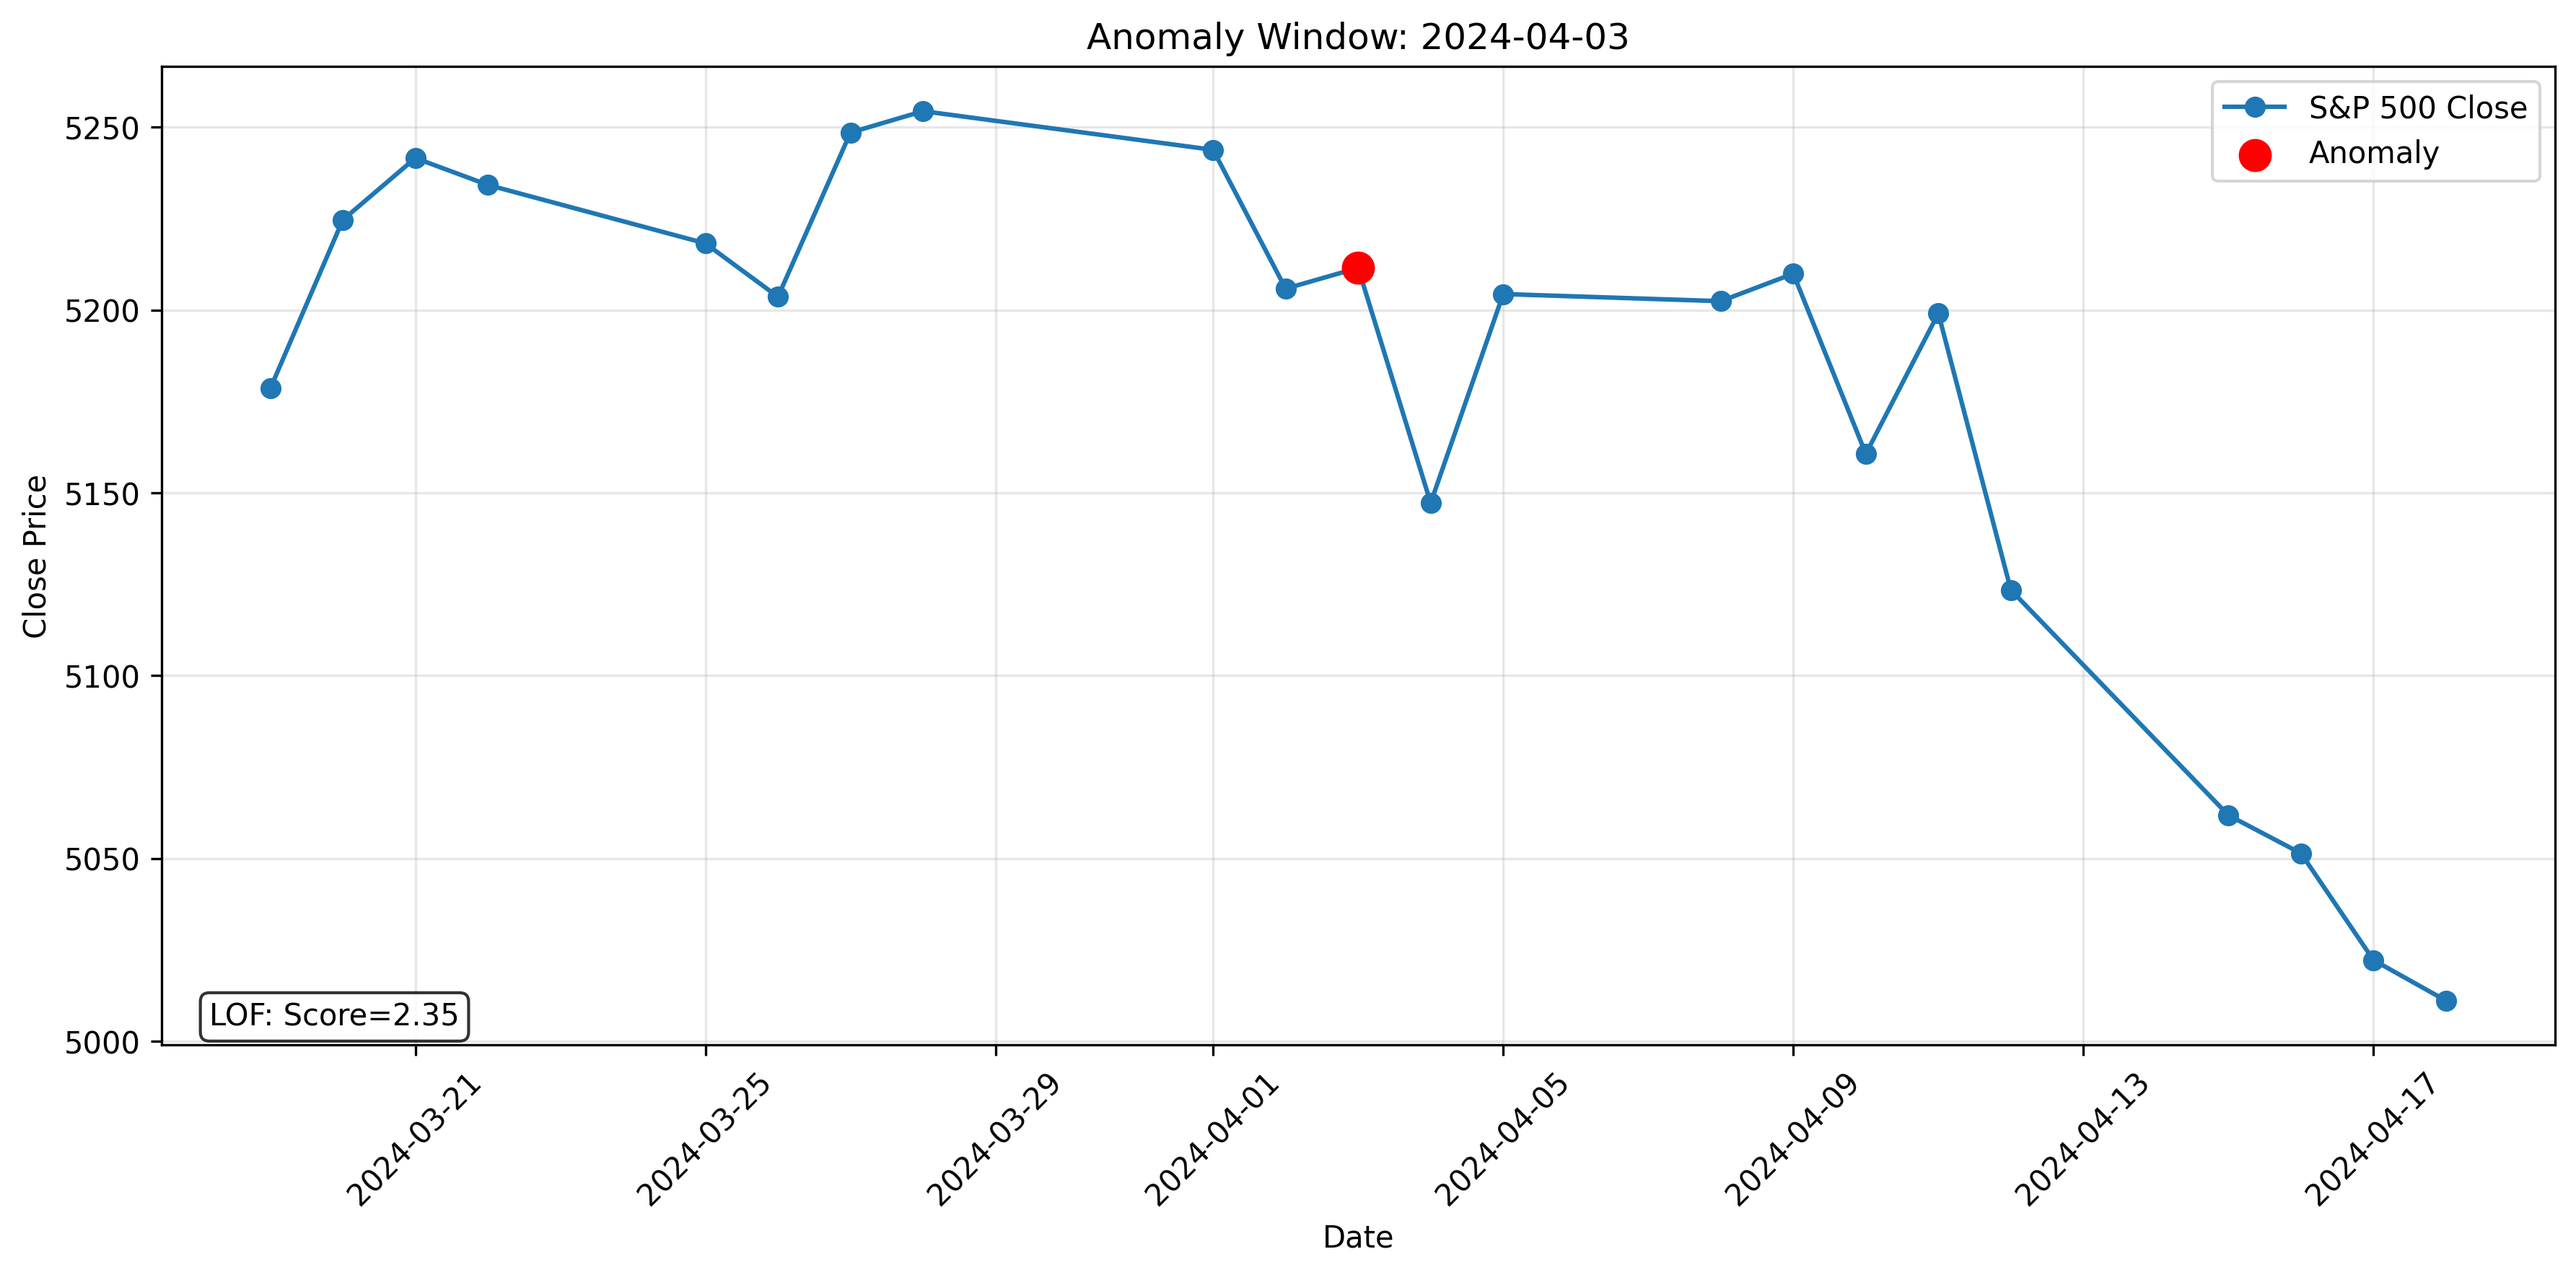 Anomaly Window: 2024-04-03
S&P 500 Close
Anomaly
Close Price
5250
5200
5150
5100
5050
5000
LOF: Score=2.35
2024-03-21
2024-03-25
2024-03-29
2024-04-01
2024-04-05
2024-04-09
2024-04-13
2024-04-17
Date